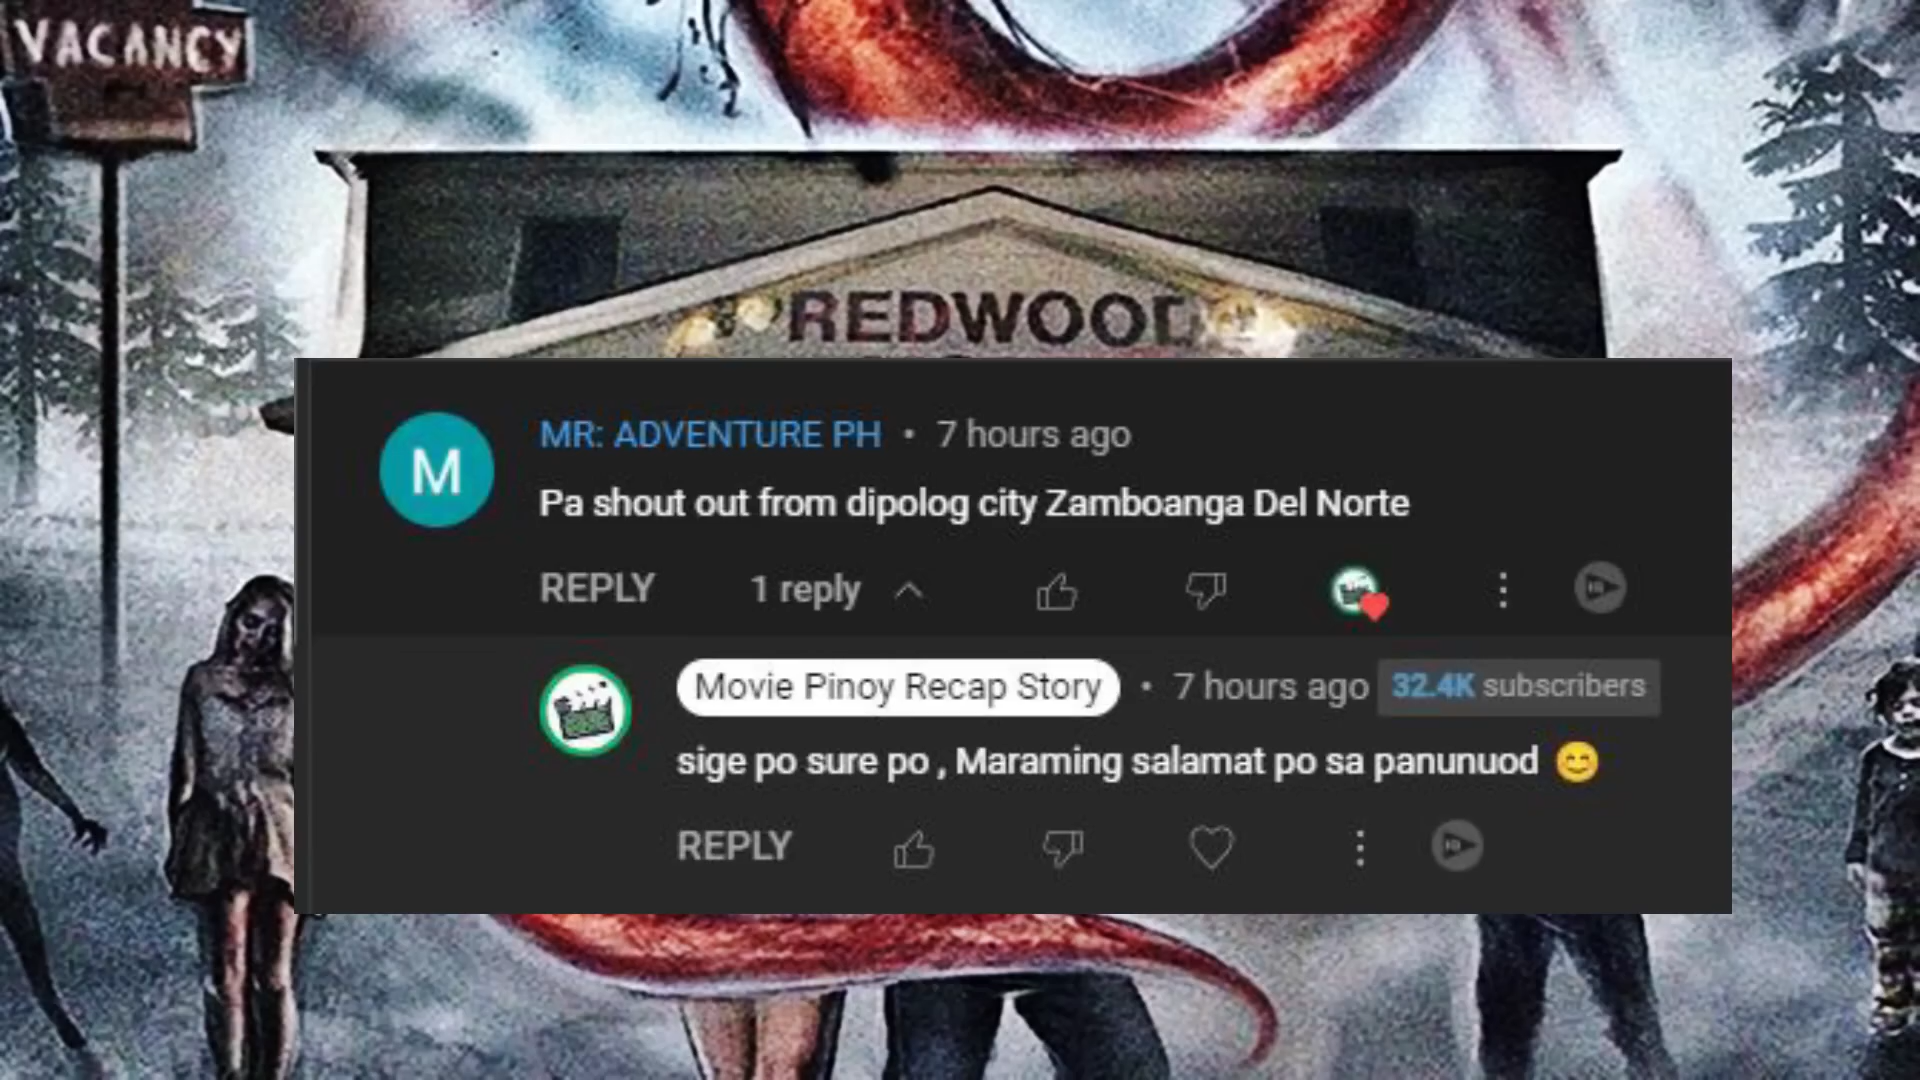 VACANCY
REDWOOD
M
MR: ADVENTURE PH • 7 hours ago
Pa shout out from dipolog city Zamboanga Del Norte
REPLY 1 reply
Movie Pinoy Recap Story • 7 hours ago 32.4K subscribers
sige po sure po , Maraming salamat po sa panunuod 😊
REPLY